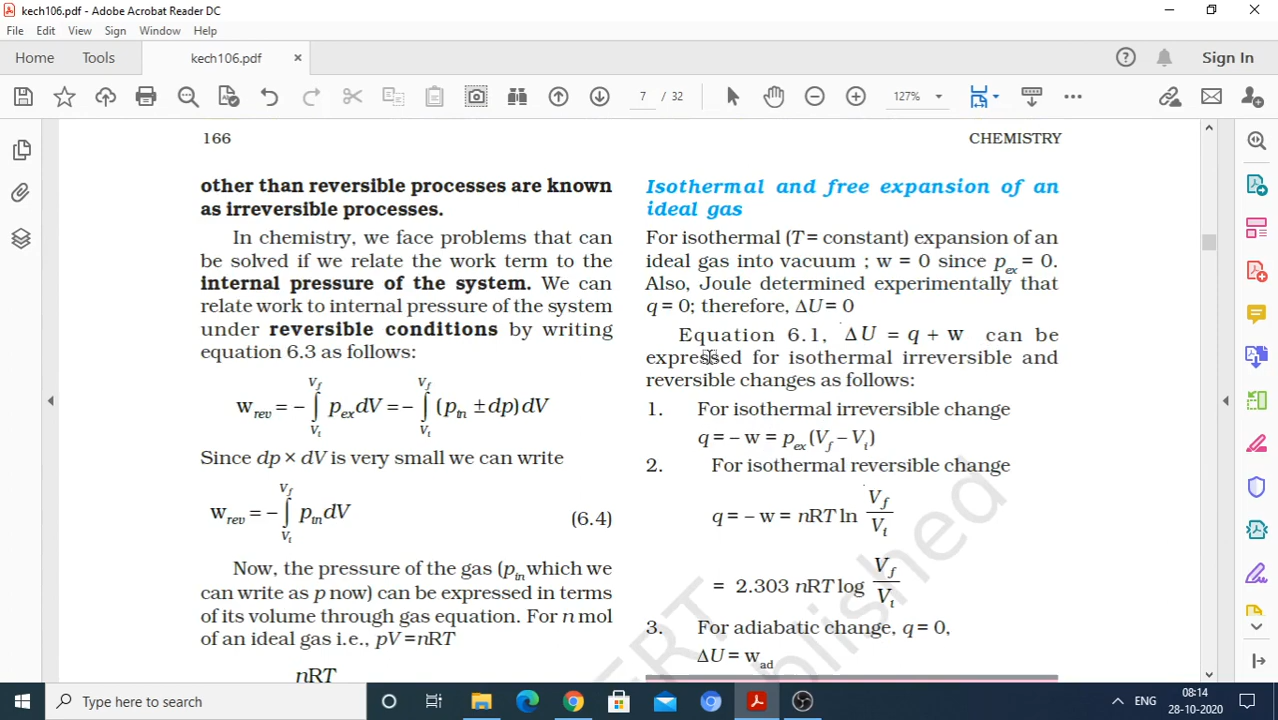 kech106.pdf - Adobe Acrobat Reader DC
File Edit View Sign Window Help
Home Tools kech106.pdf × Sign In
7 / 32 127%
166 CHEMISTRY
other than reversible processes are known
as irreversible processes.
In chemistry, we face problems that can
be solved if we relate the work term to the
internal pressure of the system. We can
relate work to internal pressure of the system
under reversible conditions by writing
equation 6.3 as follows:
w_rev = − ∫_{V_i}^{V_f} p_ex dV = − ∫_{V_i}^{V_f} (p_in ± dp) dV
Since dp × dV is very small we can write
w_rev = − ∫_{V_i}^{V_f} p_in dV (6.4)
Now, the pressure of the gas (p_in which we
can write as p now) can be expressed in terms
of its volume through gas equation. For n mol
of an ideal gas i.e., pV =nRT
nRT
Isothermal and free expansion of an
ideal gas
For isothermal (T = constant) expansion of an
ideal gas into vacuum ; w = 0 since p_ex = 0.
Also, Joule determined experimentally that
q = 0; therefore, ΔU = 0
Equation 6.1, ΔU = q + w can be
expressed for isothermal irreversible and
reversible changes as follows:
1. For isothermal irreversible change
q = – w = p_ex (V_f – V_i)
2. For isothermal reversible change
q = – w = nRT ln V_f / V_i
= 2.303 nRT log V_f / V_i
3. For adiabatic change, q = 0,
ΔU = w_ad
Type here to search
ENG
08:14
28-10-2020